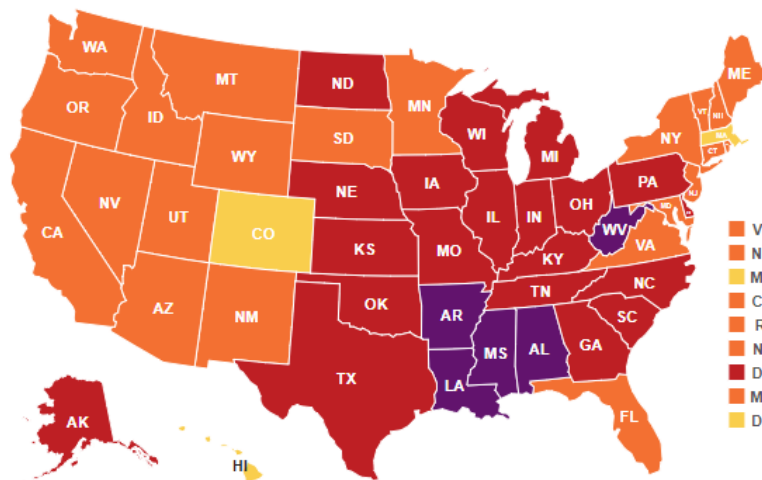 WA
MT
ND
MN
ME
OR
ID
SD
WI
MI
VT
NH
NY
MA
CT
WY
NE
IA
PA
NJ
NV
UT
CO
IL
IN
OH
MD
CA
KS
MO
KY
WV
VA
AZ
NM
OK
AR
TN
NC
SC
MS
AL
GA
TX
LA
FL
AK
HI
V
N
M
C
R
N
D
M
D